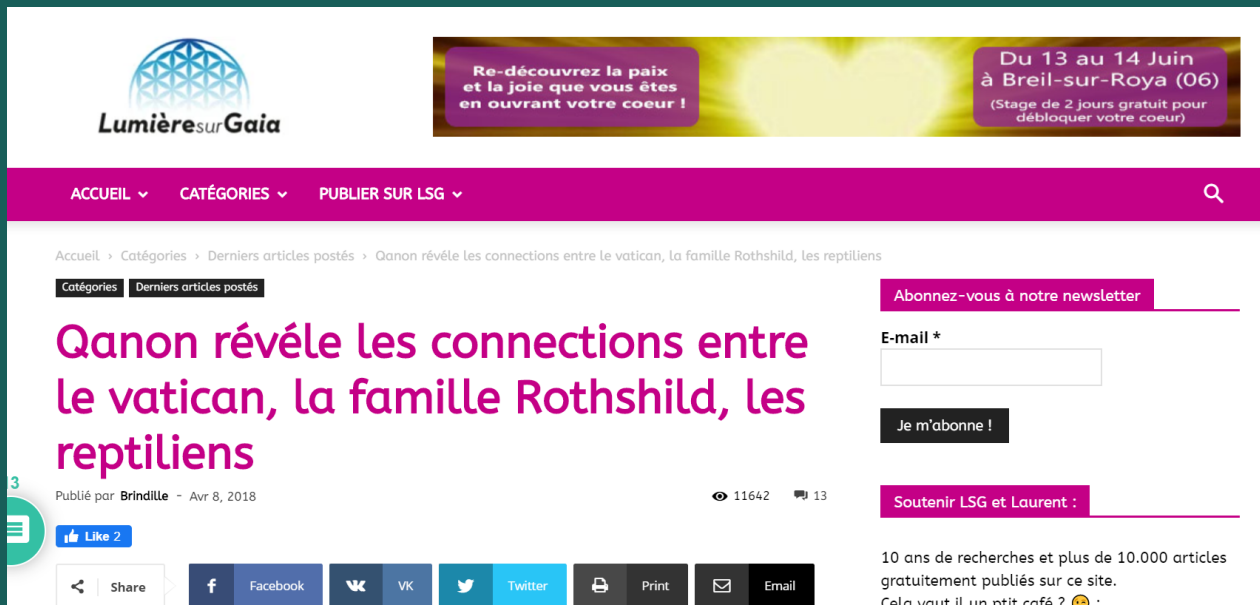 LumièresurGaia
Re-découvrez la paix
et la joie que vous êtes
en ouvrant votre coeur !
Du 13 au 14 Juin
à Breil-sur-Roya (06)
(Stage de 2 jours gratuit pour
débloquer votre coeur)
ACCUEIL CATÉGORIES PUBLIER SUR LSG
Accueil › Catégories › Derniers articles postés › Qanon révéle les connections entre le vatican, la famille Rothshild, les reptiliens
Catégories Derniers articles postés
Qanon révéle les connections entre
le vatican, la famille Rothshild, les
reptiliens
Publié par Brindille - Avr 8, 2018
11642 13
3
Like 2
Share Facebook VK Twitter Print Email
Abonnez-vous à notre newsletter
E-mail *
Je m'abonne !
Soutenir LSG et Laurent :
10 ans de recherches et plus de 10.000 articles
gratuitement publiés sur ce site.
Cela vaut il un ptit café ? 😉 :